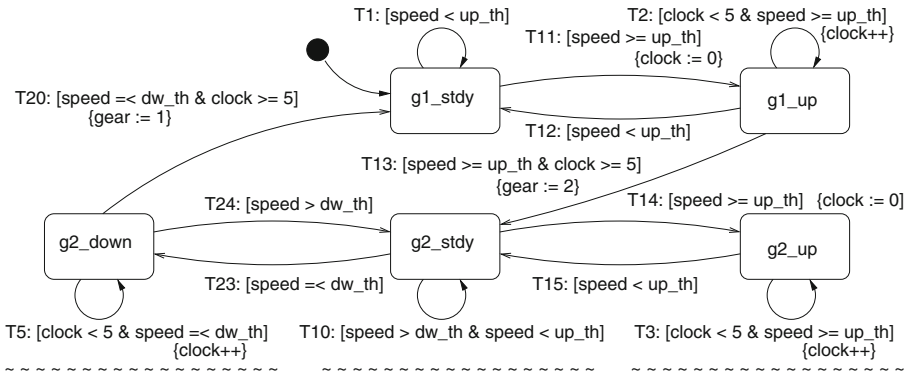 T1: [speed < up_th]
T2: [clock < 5 & speed >= up_th]
{clock++}
T11: [speed >= up_th]
{clock := 0}
T20: [speed =< dw_th & clock >= 5]
{gear := 1}
g1_stdy
g1_up
T12: [speed < up_th]
T13: [speed >= up_th & clock >= 5]
{gear := 2}
T24: [speed > dw_th]
T14: [speed >= up_th] {clock := 0]
g2_down
g2_stdy
g2_up
T23: [speed =< dw_th]
T15: [speed < up_th]
T5: [clock < 5 & speed =< dw_th]
{clock++}
T10: [speed > dw_th & speed < up_th]
T3: [clock < 5 & speed >= up_th]
{clock++}
~ ~ ~ ~ ~ ~ ~ ~ ~ ~ ~ ~ ~ ~ ~ ~ ~ ~ ~ ~ ~ ~ ~ ~ ~ ~ ~ ~ ~ ~ ~ ~ ~ ~ ~ ~ ~ ~ ~ ~ ~ ~ ~ ~ ~ ~ ~ ~ ~ ~ ~ ~ ~ ~